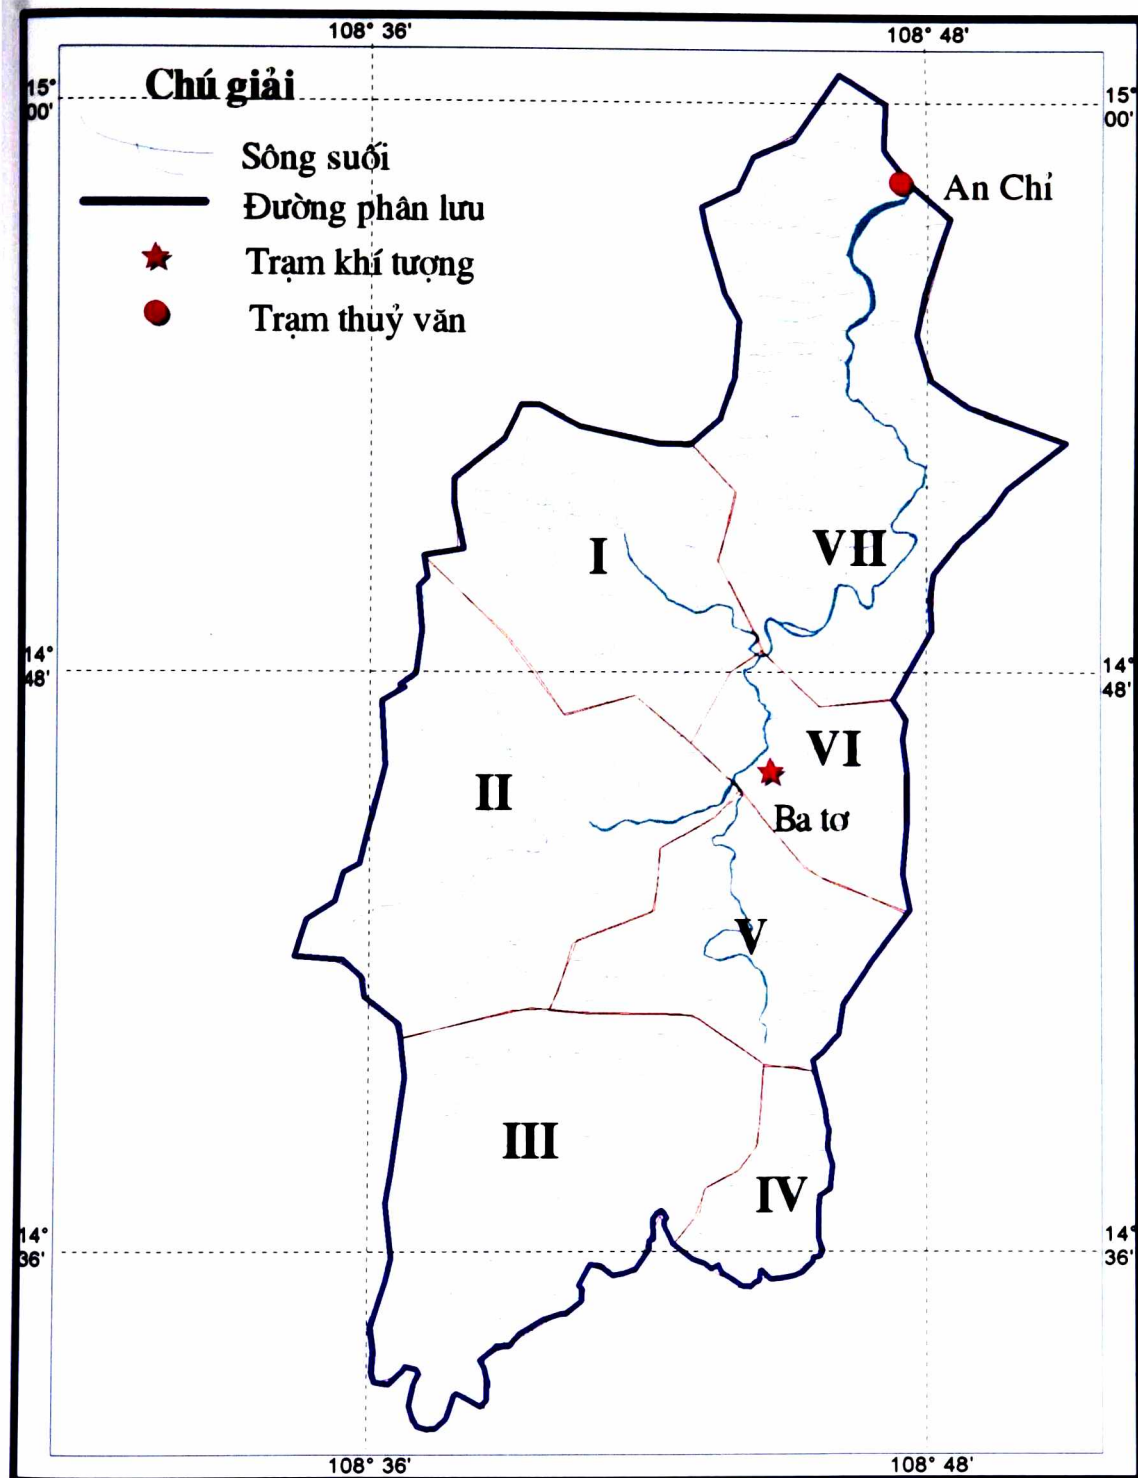 108° 36'
108° 48'
Chú giải
15°
00'
15°
00'
Sông suối
Đường phân lưu
An Chỉ
Trạm khí tượng
Trạm thuỷ văn
I
VII
14°
48'
14°
48'
VI
II
Ba tơ
V
III
IV
14°
36'
14°
36'
108° 36'
108° 48'